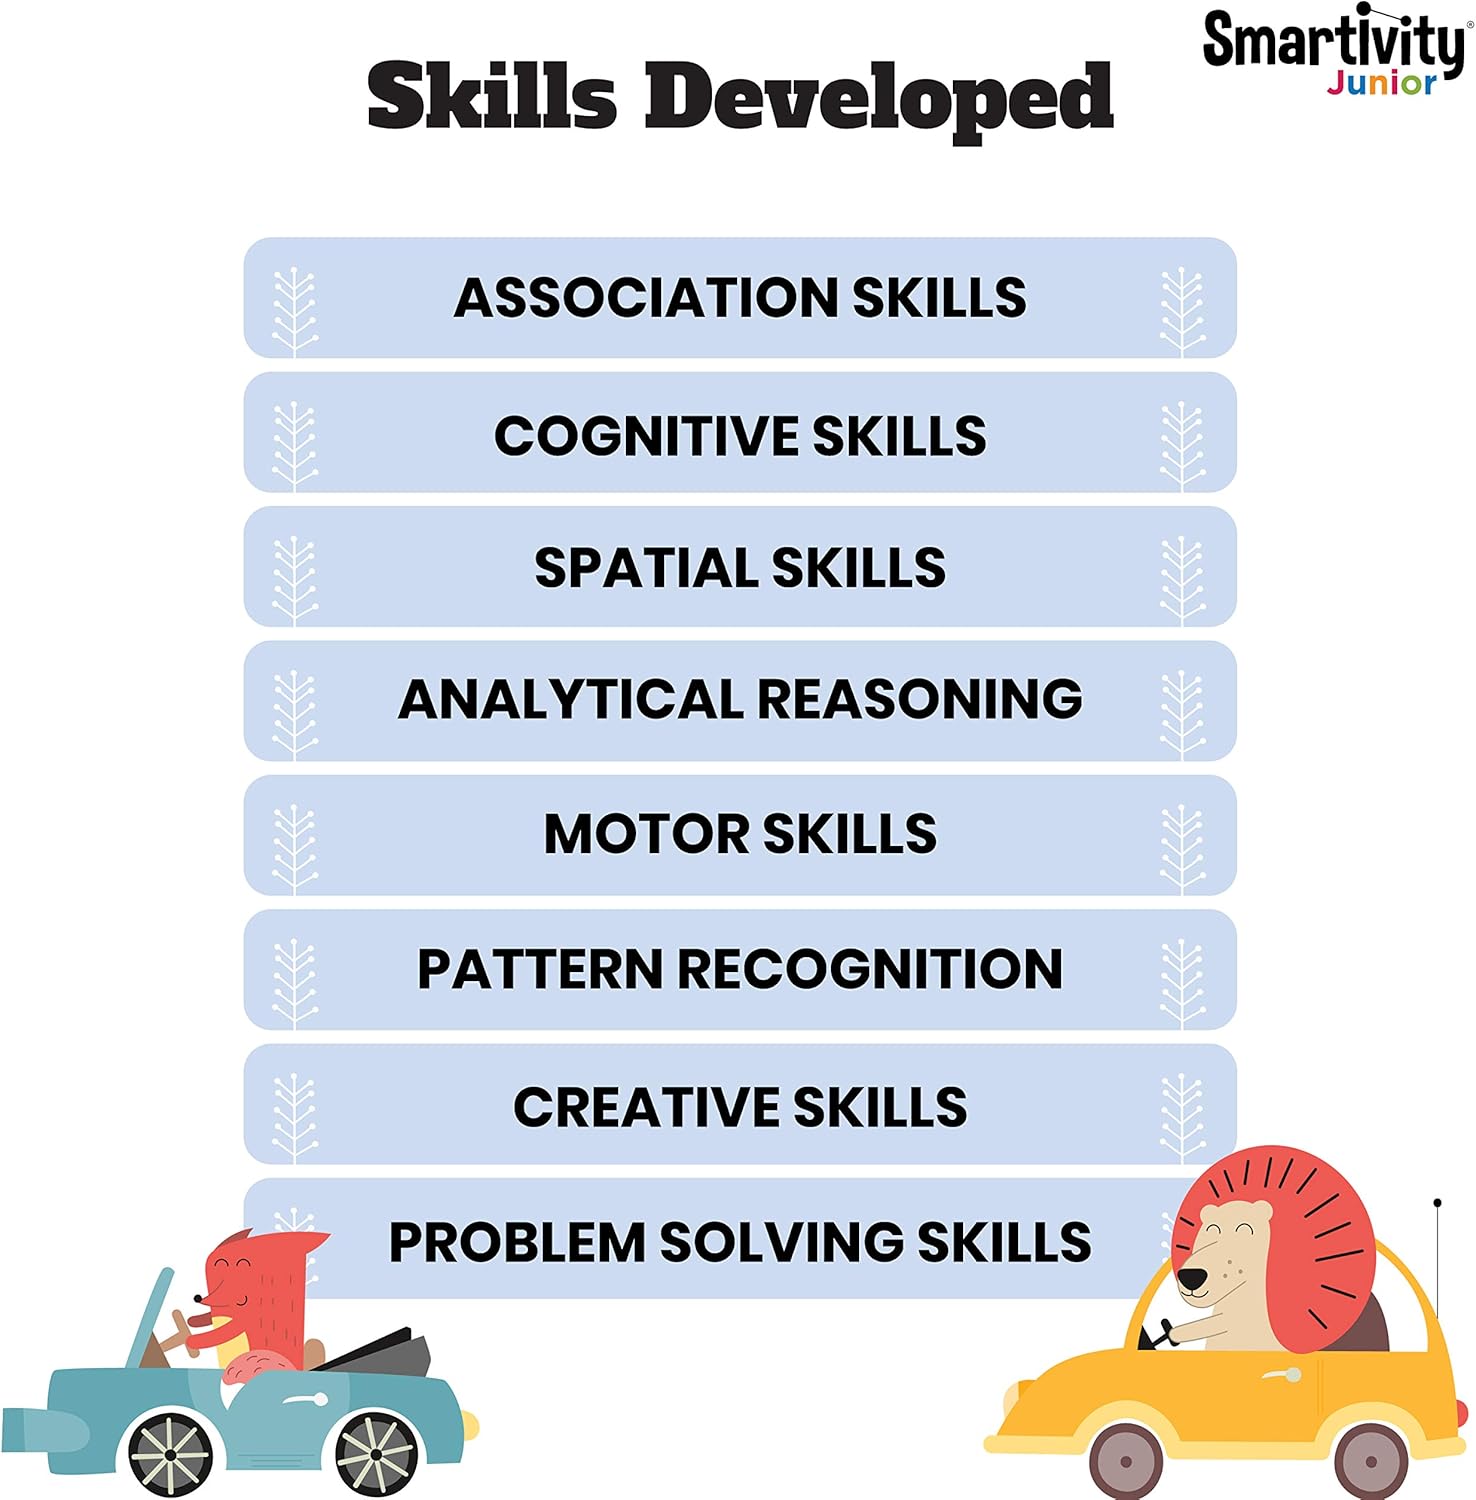 SmartIvity®
Junior
Skills Developed
ASSOCIATION SKILLS
COGNITIVE SKILLS
SPATIAL SKILLS
ANALYTICAL REASONING
MOTOR SKILLS
PATTERN RECOGNITION
CREATIVE SKILLS
PROBLEM SOLVING SKILLS